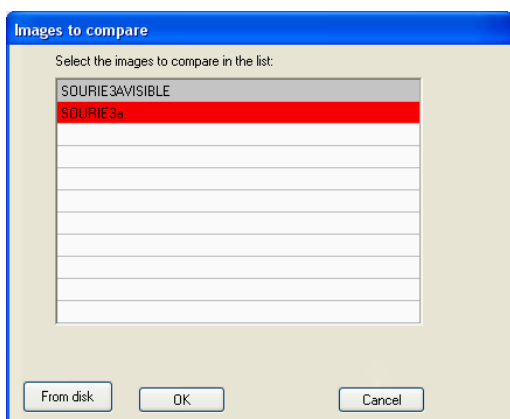 Images to compare
Select the images to compare in the list:
SOURIE3AVISIBLE
SOURIE3a
From disk
OK
Cancel